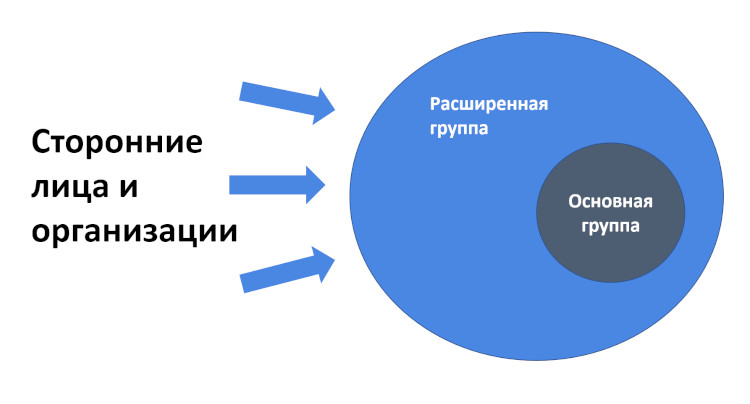 Сторонние
лица и
организации
Расширенная
группа
Основная
группа